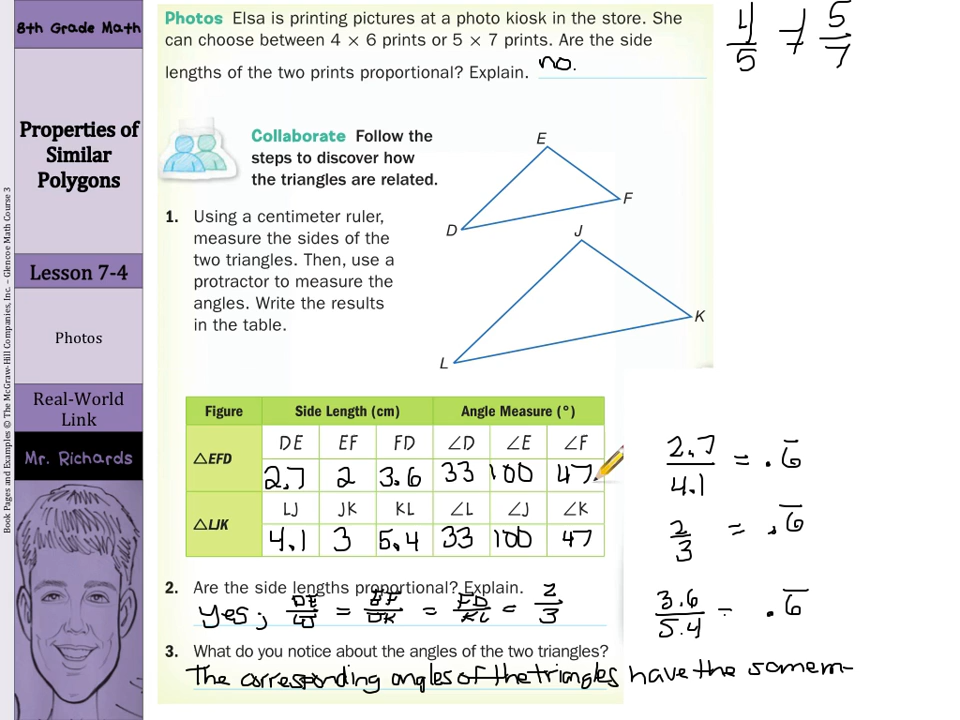 8th Grade Math
Properties of
Similar
Polygons
Lesson 7-4
Photos
Real-World
Link
Mr. Richards
Book Pages and Examples © The McGraw-Hill Companies, Inc. – Glencoe Math Course 3
Photos Elsa is printing pictures at a photo kiosk in the store. She
can choose between 4 × 6 prints or 5 × 7 prints. Are the side
lengths of the two prints proportional? Explain. no.
4/5 ≠ 5/7
Collaborate Follow the
steps to discover how
the triangles are related.
1. Using a centimeter ruler,
measure the sides of the
two triangles. Then, use a
protractor to measure the
angles. Write the results
in the table.
E
F
D
J
K
L
Figure Side Length (cm) Angle Measure (°)
△EFD DE EF FD ∠D ∠E ∠F
2.7 2 3.6 33 100 47
△LJK LJ JK KL ∠L ∠J ∠K
4.1 3 5.4 33 100 47
2.7/4.1 = .6̅
2/3 = .6̅
3.6/5.4 = .6̅
2. Are the side lengths proportional? Explain.
yes; DE/LJ = EF/JK = FD/KL = 2/3
3. What do you notice about the angles of the two triangles?
The corresponding angles of the triangles have the same m